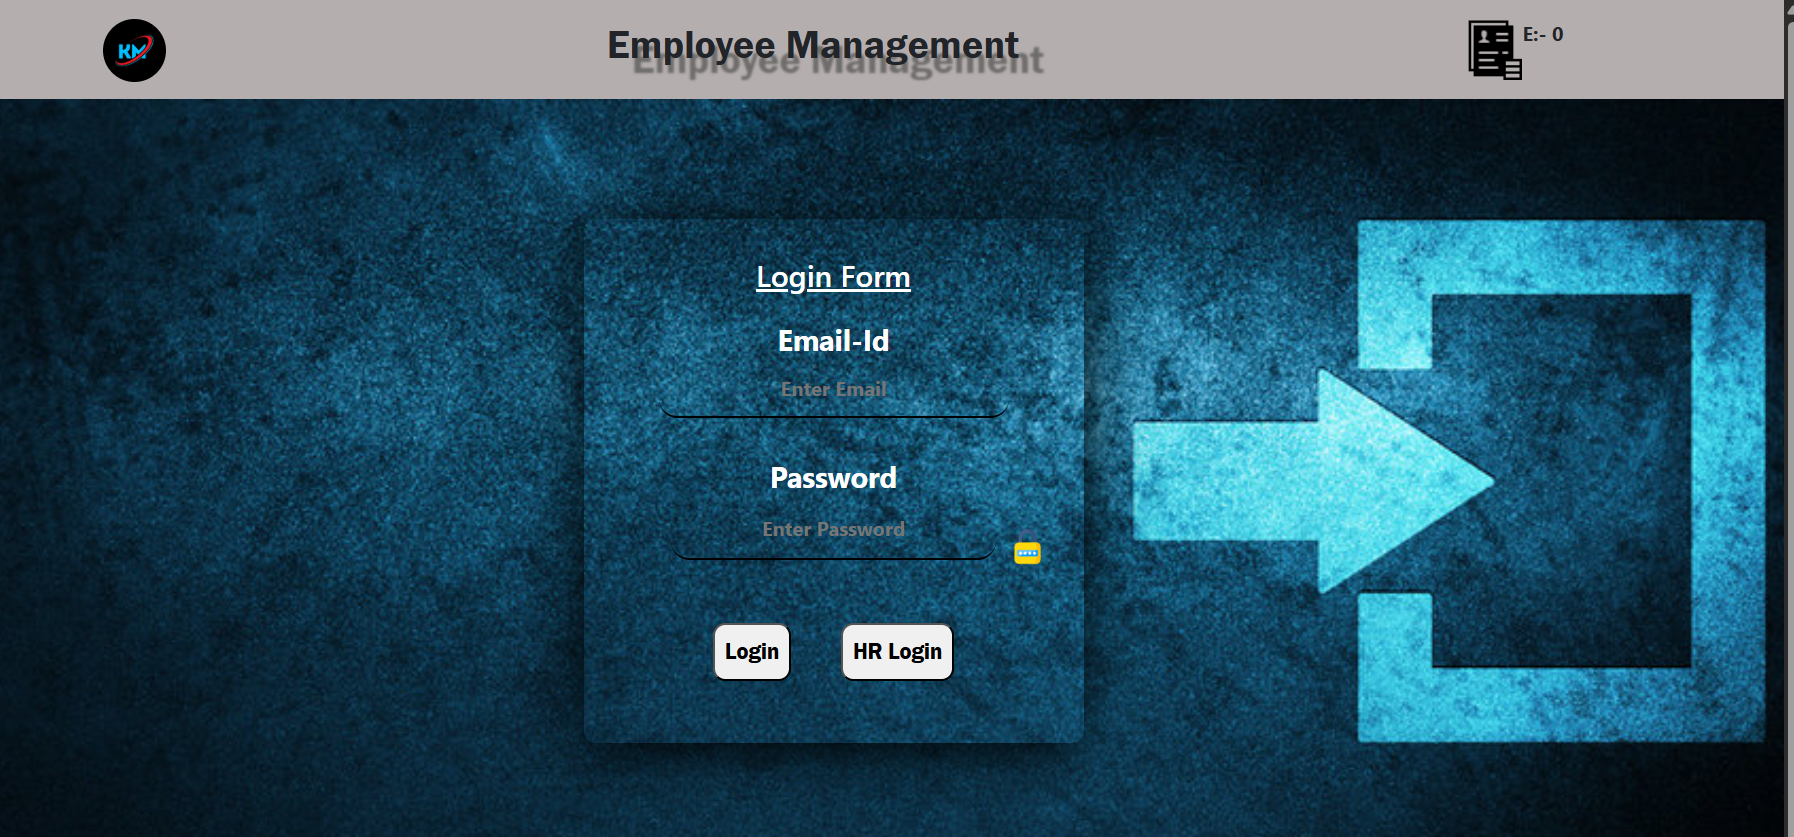 KM
Employee Management
E:- 0
Login Form
Email-Id
Enter Email
Password
Enter Password
Login
HR Login